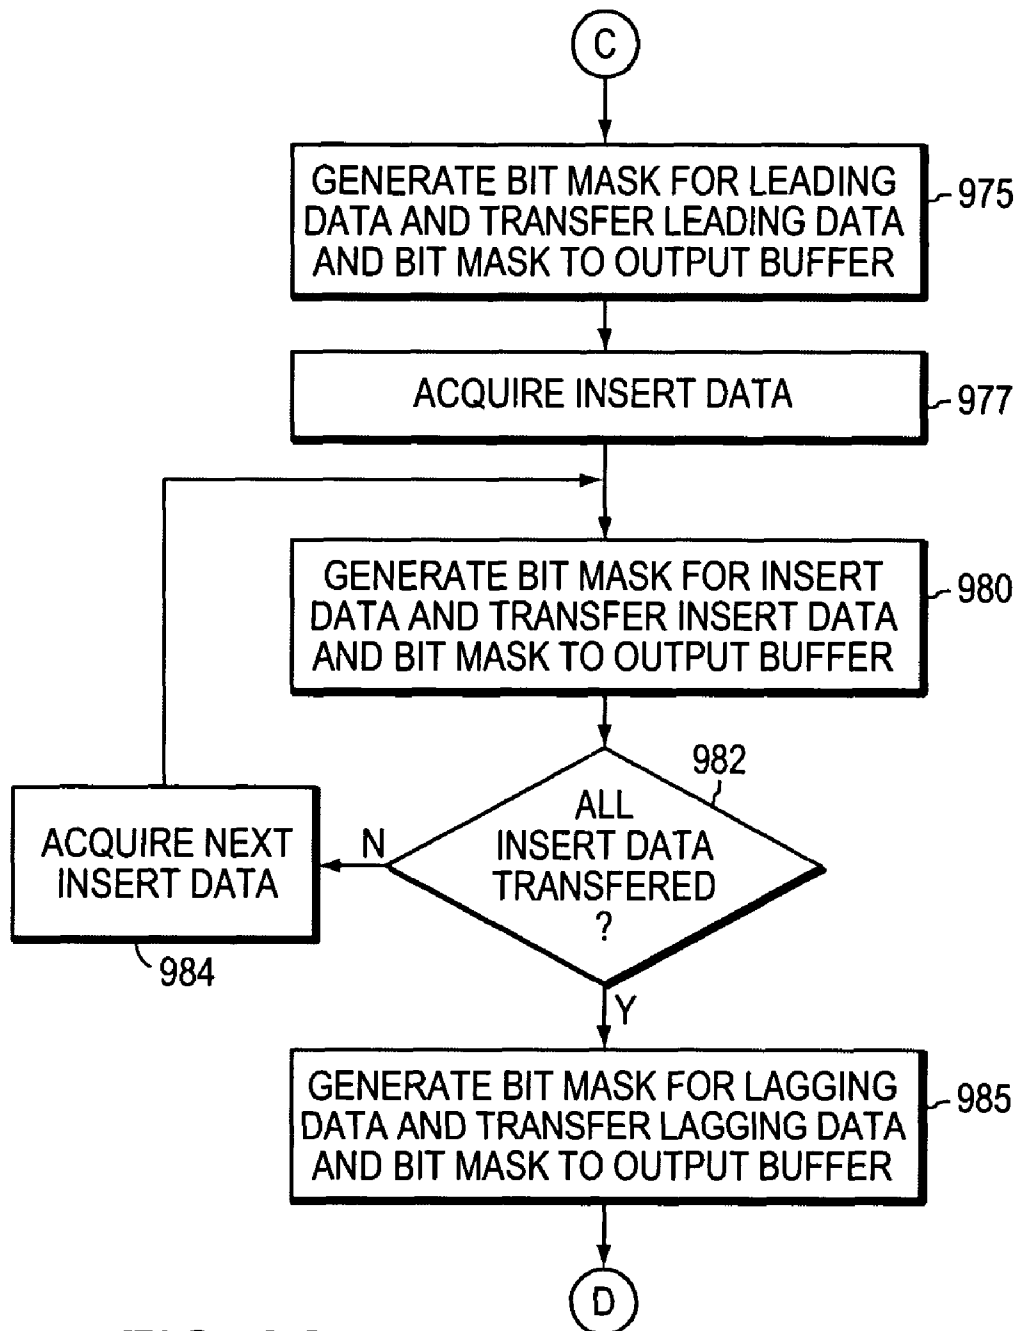 C
GENERATE BIT MASK FOR LEADING
DATA AND TRANSFER LEADING DATA
AND BIT MASK TO OUTPUT BUFFER
975
ACQUIRE INSERT DATA
977
GENERATE BIT MASK FOR INSERT
DATA AND TRANSFER INSERT DATA
AND BIT MASK TO OUTPUT BUFFER
980
982
ALL
INSERT DATA
TRANSFERED
?
N
ACQUIRE NEXT
INSERT DATA
984
Y
GENERATE BIT MASK FOR LAGGING
DATA AND TRANSFER LAGGING DATA
AND BIT MASK TO OUTPUT BUFFER
985
D